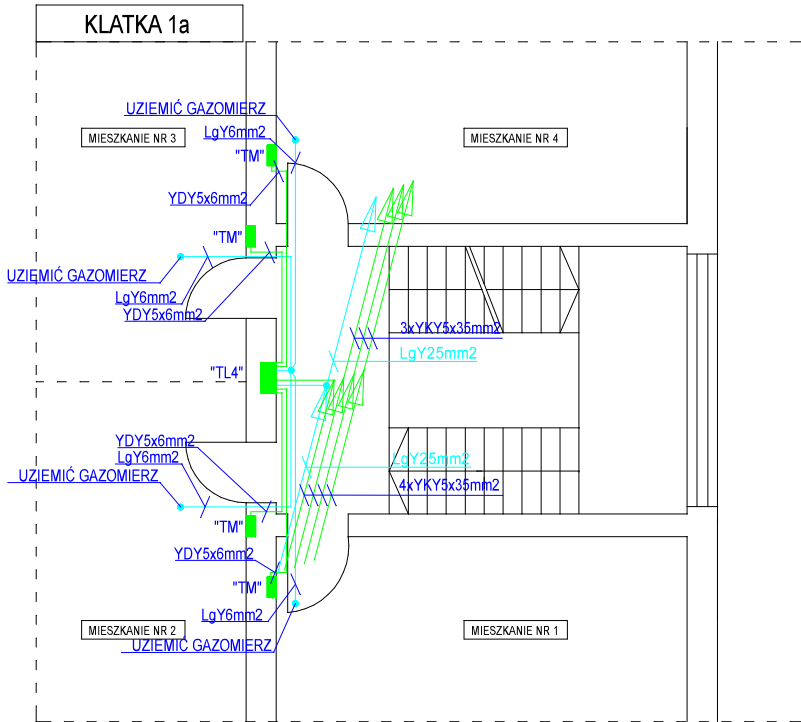 KLATKA 1a
UZIEMIĆ GAZOMIERZ
MIESZKANIE NR 3
LgY6mm2
MIESZKANIE NR 4
"TM"
YDY5x6mm2
"TM"
UZIEMIĆ GAZOMIERZ
LgY6mm2
YDY5x6mm2
3xYKY5x35mm2
LgY25mm2
"TL4"
YDY5x6mm2
LgY6mm2
LgY25mm2
UZIEMIĆ GAZOMIERZ
4xYKY5x35mm2
"TM"
YDY5x6mm2
"TM"
LgY6mm2
MIESZKANIE NR 2
MIESZKANIE NR 1
UZIEMIĆ GAZOMIERZ